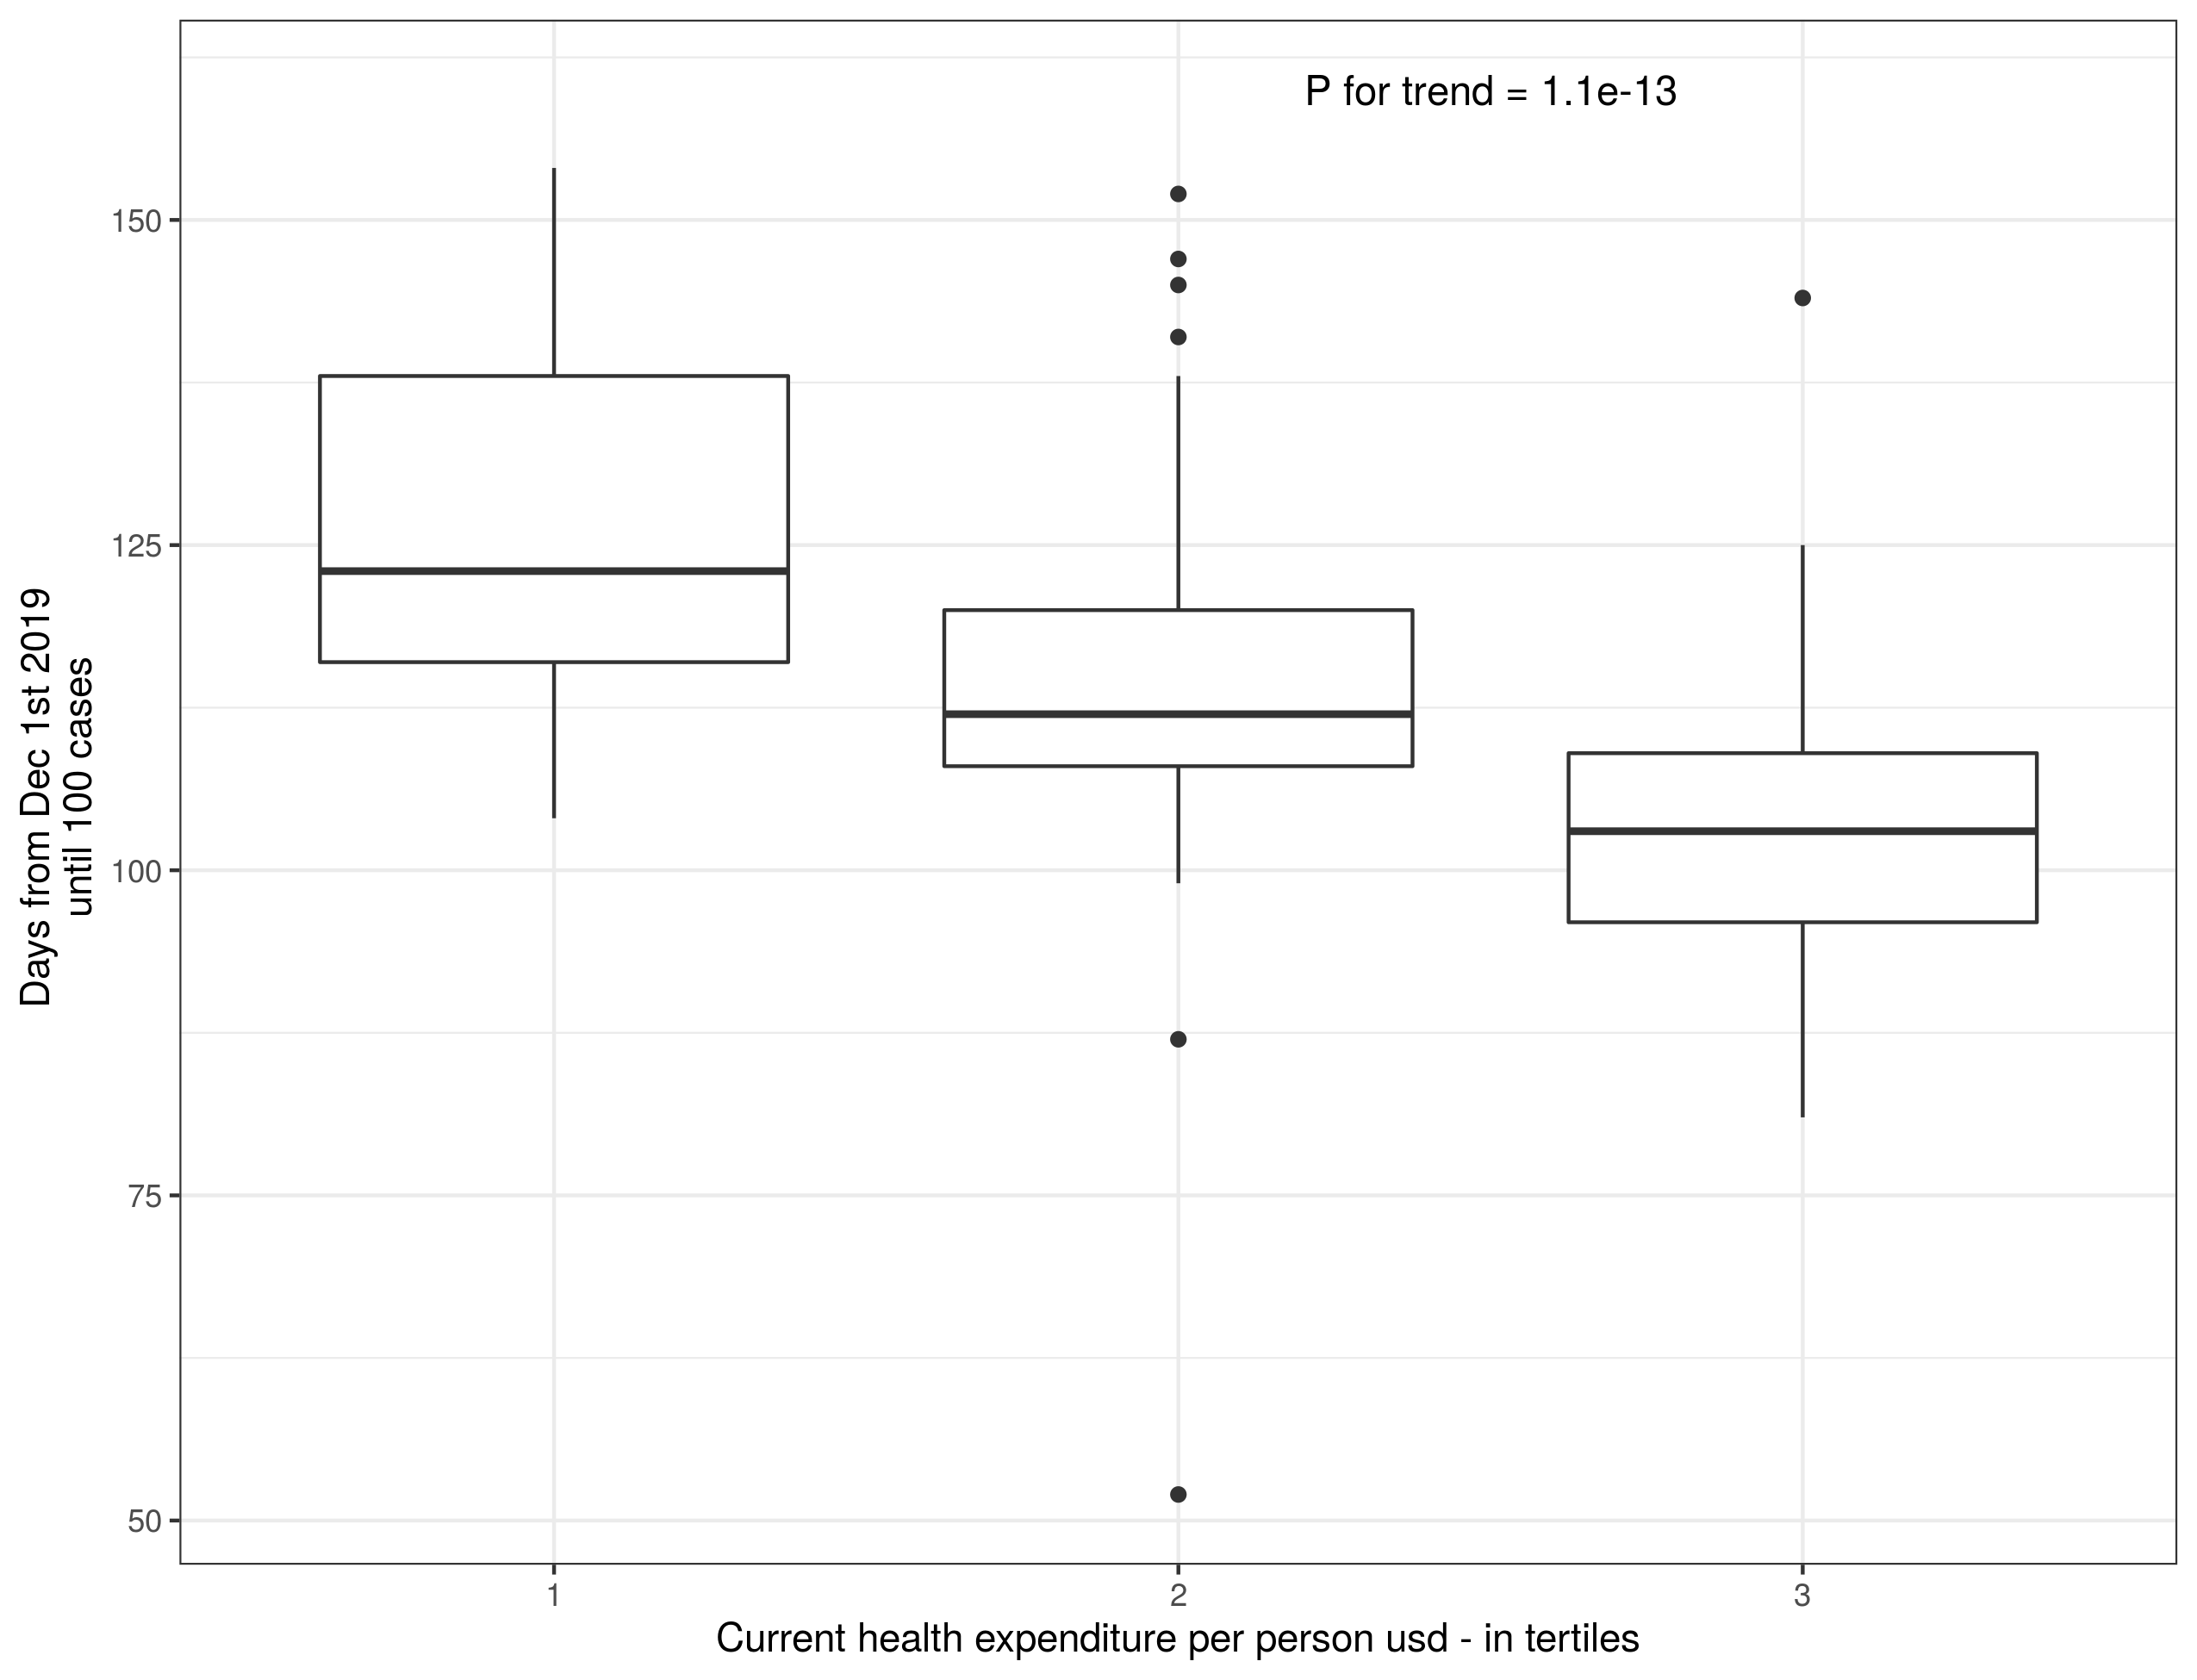 P for trend = 1.1e-13
150
125
100
75
50
Days from Dec 1st 2019
until 100 cases
1
2
3
Current health expenditure per person usd - in tertiles